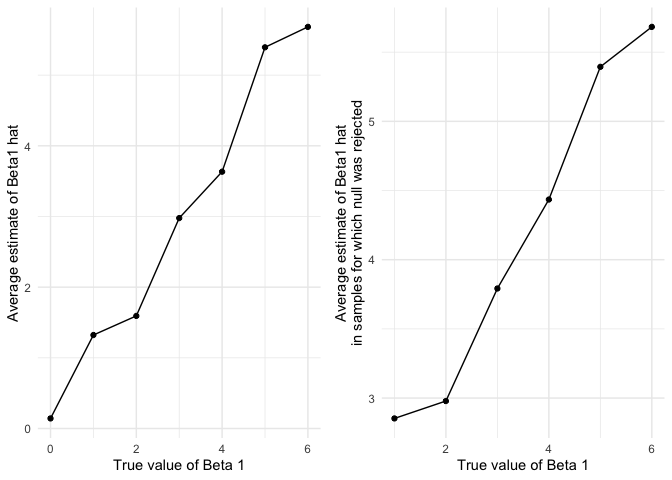 Average estimate of Beta1 hat
4
2
0
0 2 4 6
True value of Beta 1
Average estimate of Beta1 hat
in samples for which null was rejected
5
4
3
2 4 6
True value of Beta 1